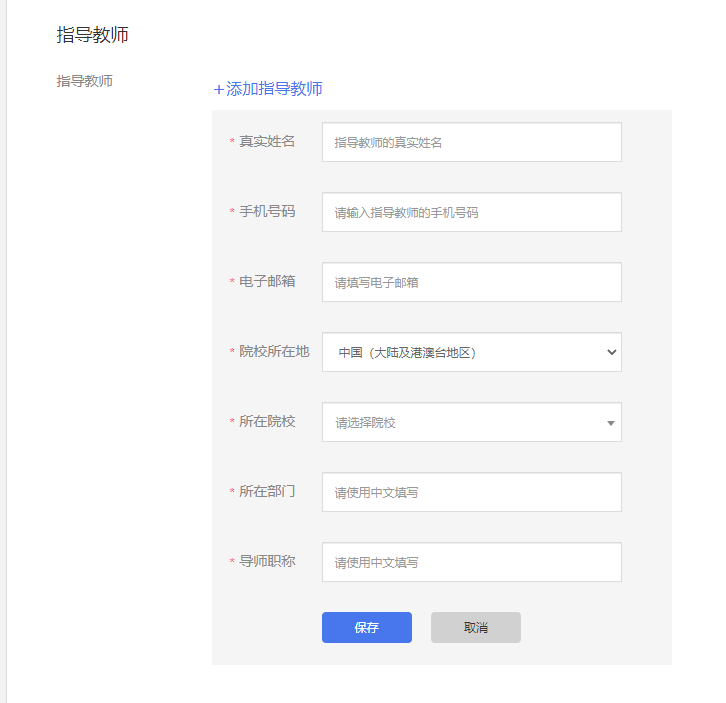 指导教师
指导教师
+添加指导教师
* 真实姓名 指导教师的真实姓名
* 手机号码 请输入指导教师的手机号码
* 电子邮箱 请填写电子邮箱
* 院校所在地 中国（大陆及港澳台地区）
* 所在院校 请选择院校
* 所在部门 请使用中文填写
* 导师职称 请使用中文填写
保存 取消